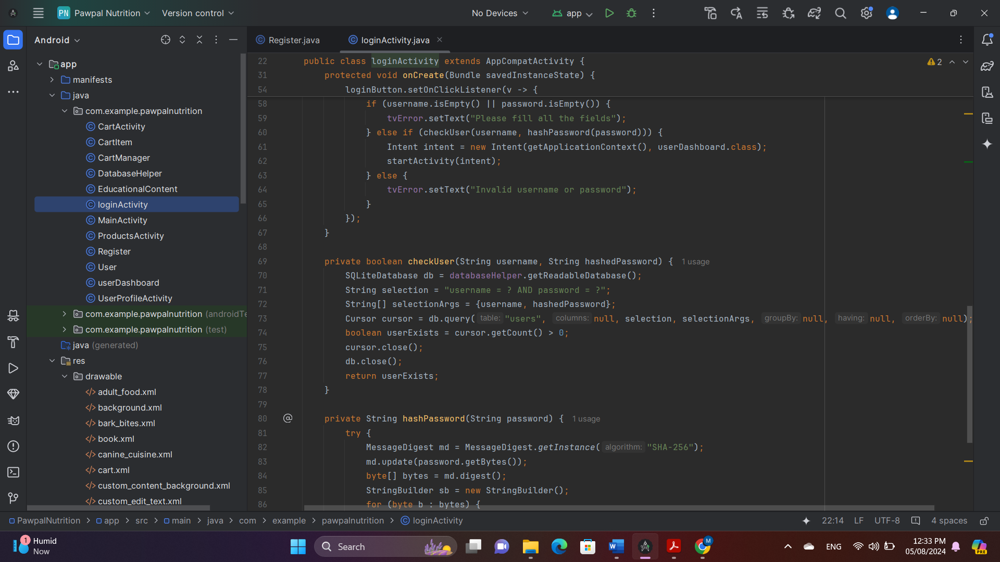 PN Pawpal Nutrition Version control No Devices app
Android
Register.java loginActivity.java
app
manifests
java
com.example.pawpalnutrition
CartActivity
CartItem
CartManager
DatabaseHelper
EducationalContent
loginActivity
MainActivity
ProductsActivity
Register
User
userDashboard
UserProfileActivity
com.example.pawpalnutrition (androidTe
com.example.pawpalnutrition (test)
java (generated)
res
drawable
adult_food.xml
background.xml
bark_bites.xml
book.xml
canine_cuisine.xml
cart.xml
custom_content_background.xml
custom_edit_text.xml
2
22 public class loginActivity extends AppCompatActivity {
31 protected void onCreate(Bundle savedInstanceState) {
54 loginButton.setOnClickListener(v -> {
58 if (username.isEmpty() || password.isEmpty()) {
59 tvError.setText("Please fill all the fields");
60 } else if (checkUser(username, hashPassword(password))) {
61 Intent intent = new Intent(getApplicationContext(), userDashboard.class);
62 startActivity(intent);
63 } else {
64 tvError.setText("Invalid username or password");
65 }
66 });
67 }
68
69 private boolean checkUser(String username, String hashedPassword) { 1 usage
70 SQLiteDatabase db = databaseHelper.getReadableDatabase();
71 String selection = "username = ? AND password = ?";
72 String[] selectionArgs = {username, hashedPassword};
73 Cursor cursor = db.query( table: "users", columns: null, selection, selectionArgs, groupBy: null, having: null, orderBy: null);
74 boolean userExists = cursor.getCount() > 0;
75 cursor.close();
76 db.close();
77 return userExists;
78 }
79
80 @ private String hashPassword(String password) { 1 usage
81 try {
82 MessageDigest md = MessageDigest.getInstance( algorithm: "SHA-256");
83 md.update(password.getBytes());
84 byte[] bytes = md.digest();
85 StringBuilder sb = new StringBuilder();
86 for (byte b : bytes) {
PawpalNutrition > app > src > main > java > com > example > pawpalnutrition > loginActivity 22:14 LF UTF-8 4 spaces
1 Humid
Now
Search
M
ENG
12:33 PM
05/08/2024
PRE